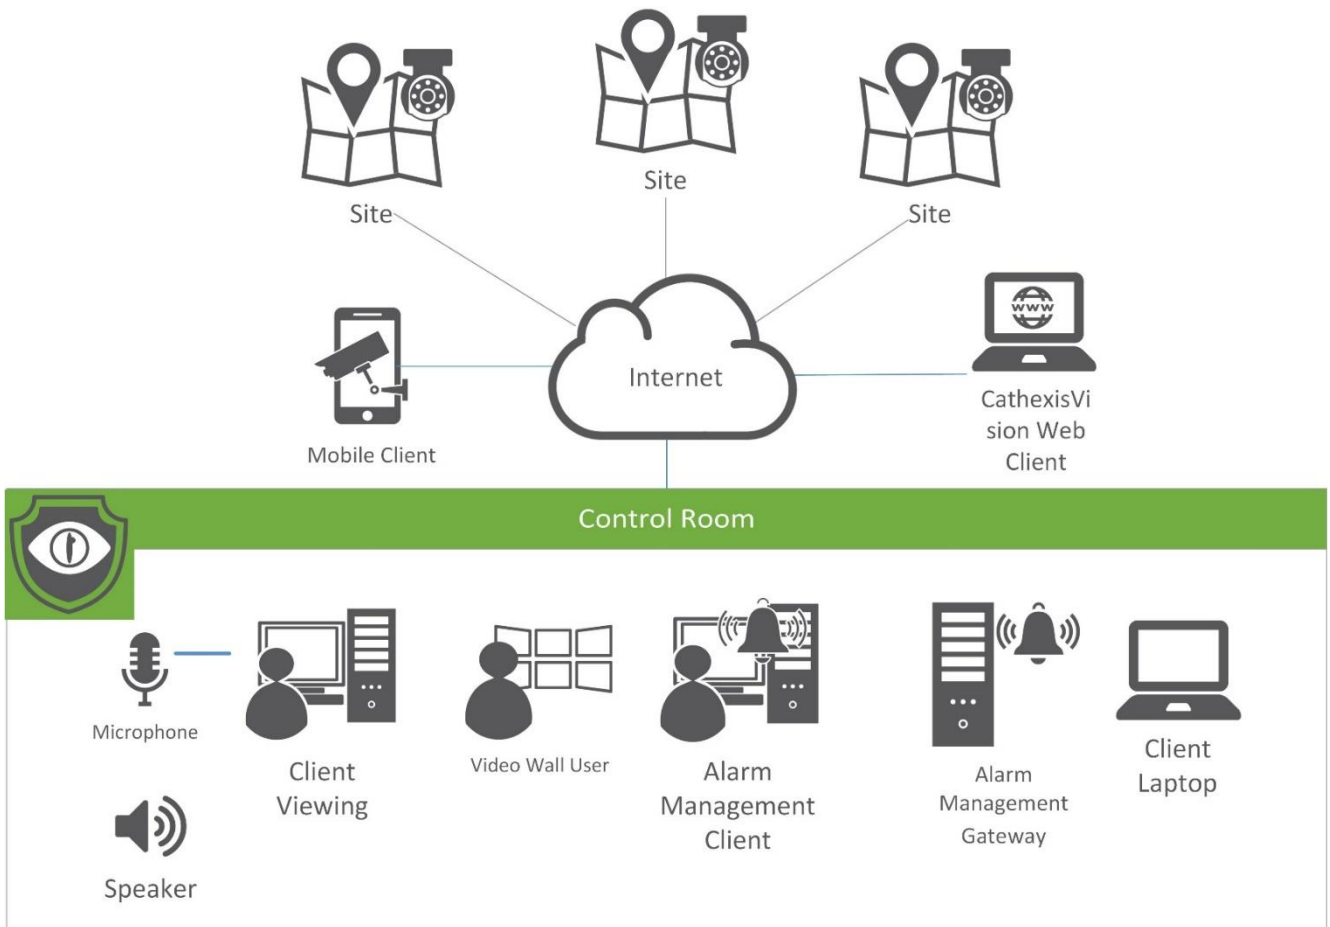 Site
Site
Site
Internet
www
Mobile Client
CathexisVi
sion Web
Client
Control Room
Microphone
Client
Viewing
Video Wall User
Alarm
Management
Client
Alarm
Management
Gateway
Client
Laptop
Speaker